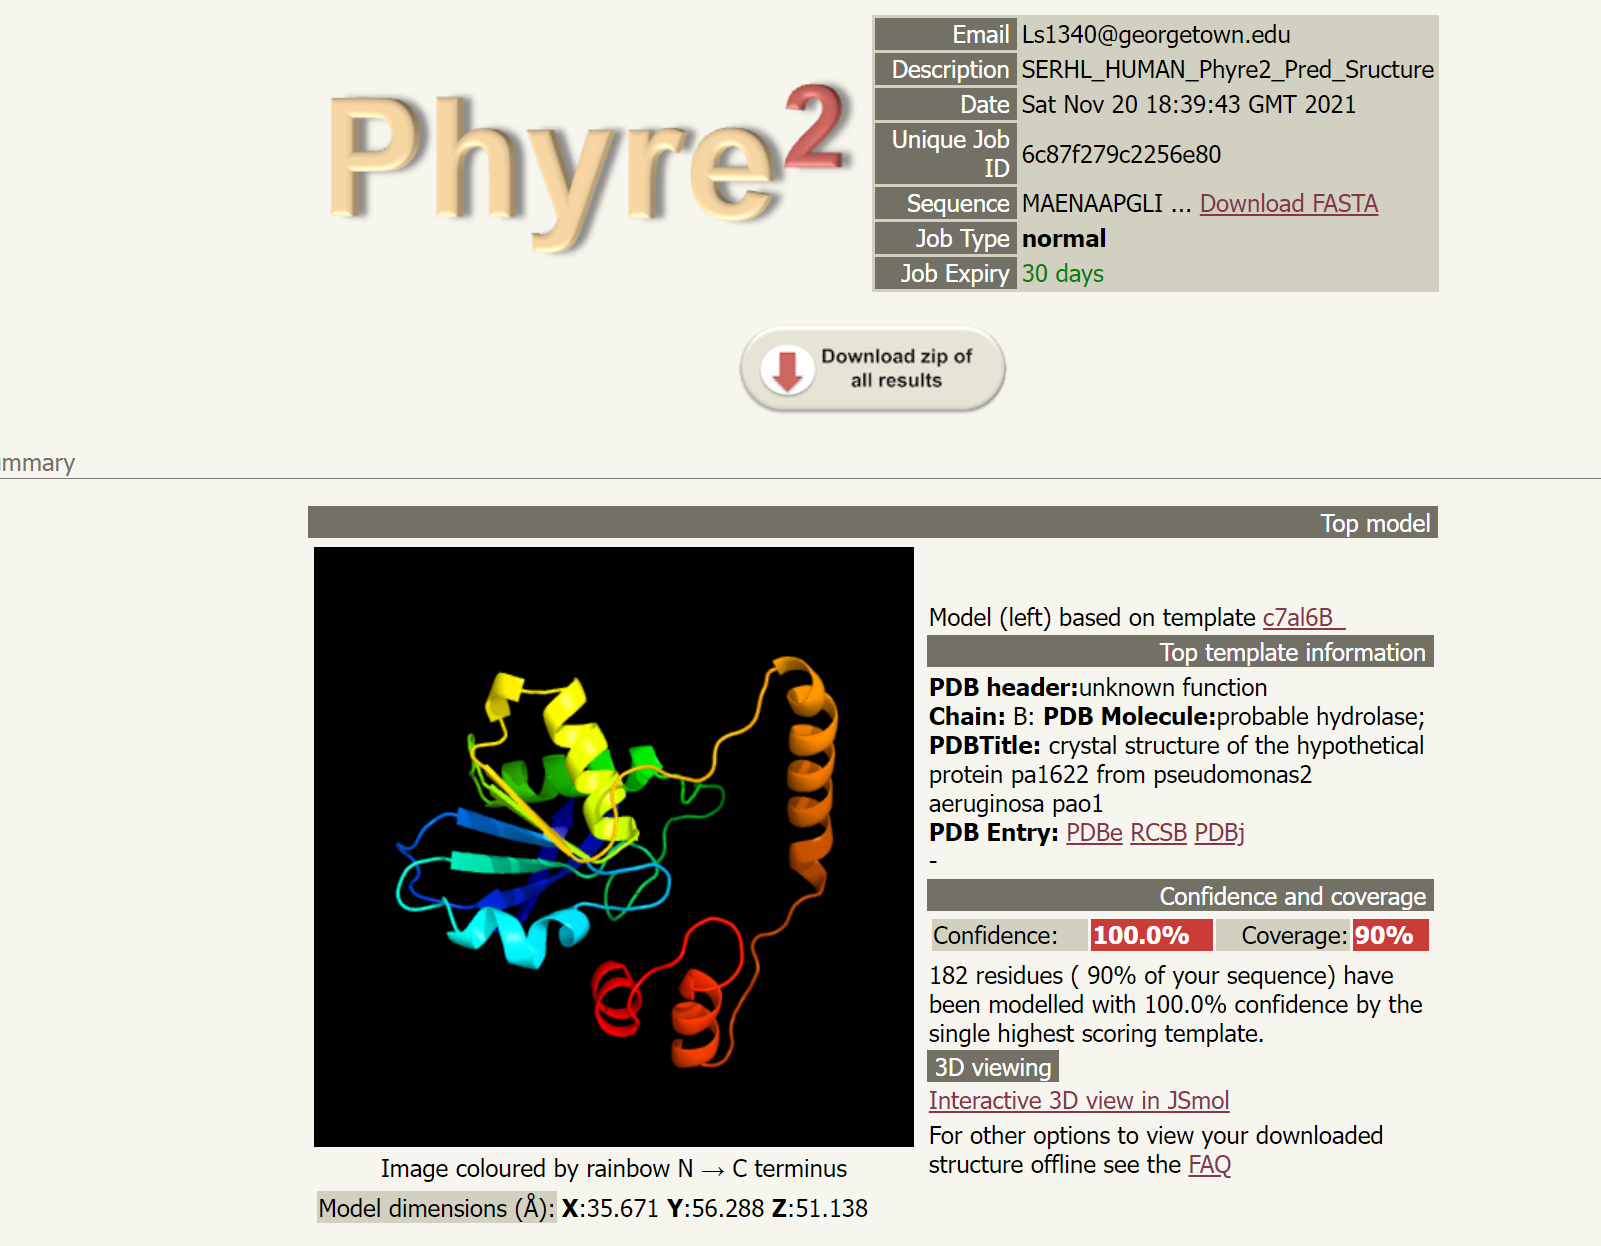 Phyre2
Email Ls1340@georgetown.edu
Description SERHL_HUMAN_Phyre2_Pred_Sructure
Date Sat Nov 20 18:39:43 GMT 2021
Unique Job
ID 6c87f279c2256e80
Sequence MAENAAPGLI ... Download FASTA
Job Type normal
Job Expiry 30 days
Download zip of
all results
mmary
Top model
Model (left) based on template c7al6B_
Top template information
PDB header:unknown function
Chain: B: PDB Molecule:probable hydrolase;
PDBTitle: crystal structure of the hypothetical
protein pa1622 from pseudomonas2
aeruginosa pao1
PDB Entry: PDBe RCSB PDBj
-
Confidence and coverage
Confidence: 100.0% Coverage: 90%
182 residues ( 90% of your sequence) have
been modelled with 100.0% confidence by the
single highest scoring template.
3D viewing
Interactive 3D view in JSmol
For other options to view your downloaded
structure offline see the FAQ
Image coloured by rainbow N → C terminus
Model dimensions (Å): X:35.671 Y:56.288 Z:51.138